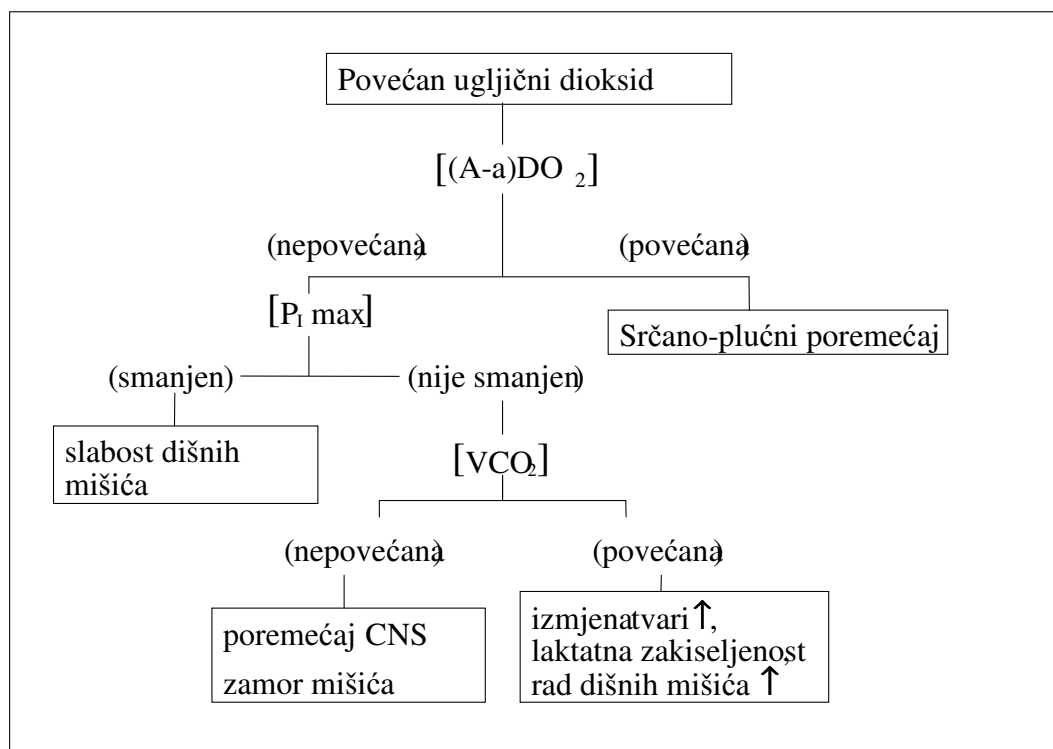 Povećan ugljični dioksid
[(A-a)DO 2]
(nepovećana)
(povećana)
[PI max]
Srčano-plućni poremećaj
(smanjen)
(nije smanjen)
slabost dišnih
mišića
[VCO2]
(nepovećana)
(povećana)
poremećaj CNS
zamor mišića
izmjenatvari↑,
laktatna zakiseljenost,
rad dišnih mišića ↑